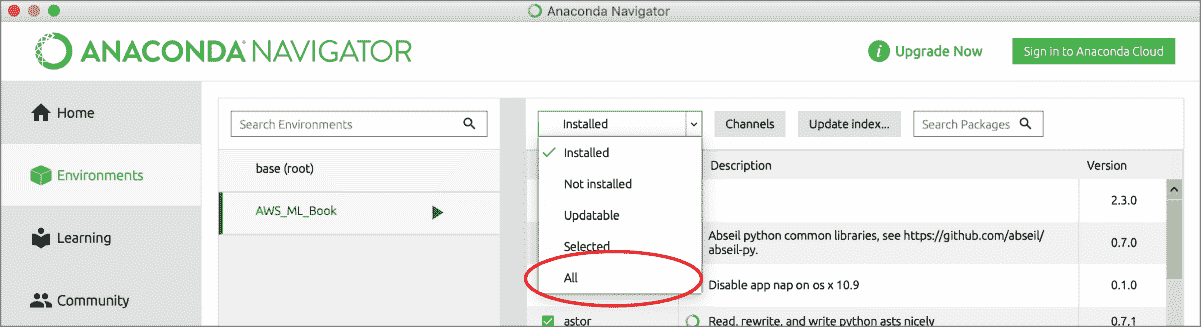 Anaconda Navigator
ANACONDA NAVIGATOR
Upgrade Now
Sign in to Anaconda Cloud
Home
Environments
Learning
Community
Search Environments
base (root)
AWS_ML_Book
Installed
Channels
Update index...
Search Packages
Installed
Not installed
Updatable
Selected
All
Description
Version
2.3.0
Abseil python common libraries, see https://github.com/abseil/
abseil-py.
0.7.0
Disable app nap on os x 10.9
0.1.0
astor
Read, rewrite, and write python asts nicely
0.7.1